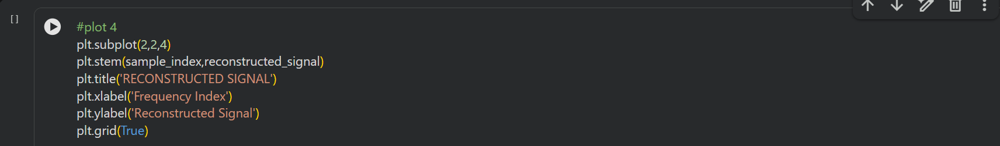 [ ]
#plot 4
plt.subplot(2,2,4)
plt.stem(sample_index,reconstructed_signal)
plt.title('RECONSTRUCTED SIGNAL')
plt.xlabel('Frequency Index')
plt.ylabel('Reconstructed Signal')
plt.grid(True)